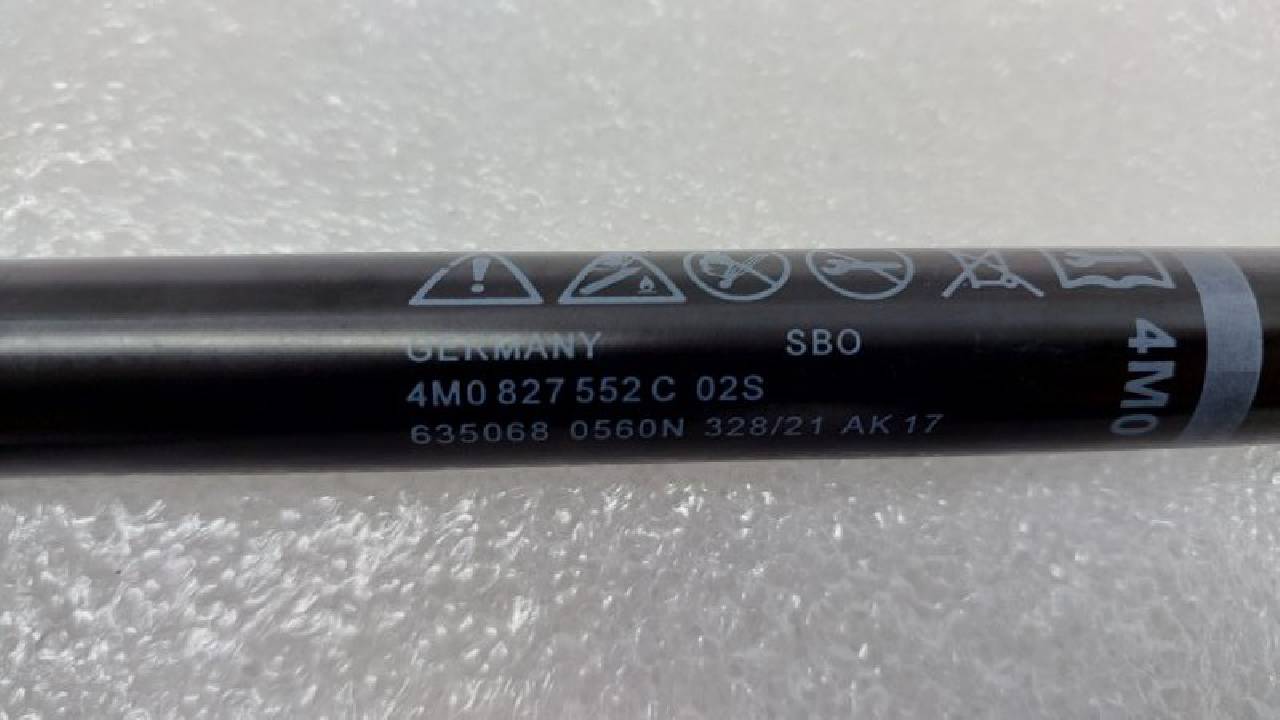 GERMANY SBO
4M0 827 552 C 02S
635068 0560N 328/21 AK 17
4M0